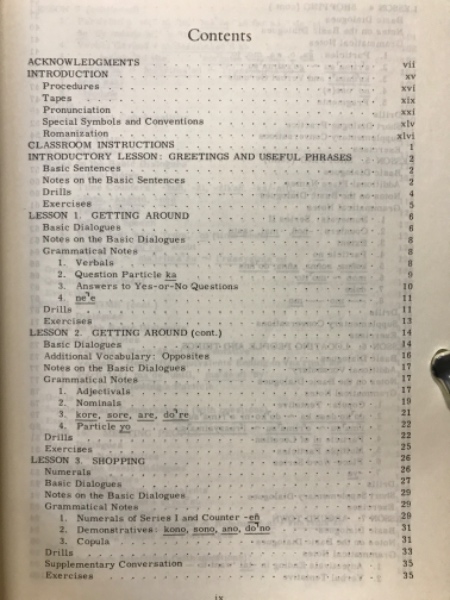 Contents
ACKNOWLEDGMENTS vii
INTRODUCTION xv
Procedures xvi
Tapes xix
Pronunciation xxi
Special Symbols and Conventions xlv
Romanization xlvi
CLASSROOM INSTRUCTIONS 1
INTRODUCTORY LESSON: GREETINGS AND USEFUL PHRASES 2
Basic Sentences 2
Notes on the Basic Sentences 2
Drills 4
Exercises 5
LESSON 1. GETTING AROUND 6
Basic Dialogues 6
Notes on the Basic Dialogues 8
Grammatical Notes 8
1. Verbals 8
2. Question Particle ka 9
3. Answers to Yes-or-No Questions 10
4. ne⌝e 11
Drills 11
Exercises 13
LESSON 2. GETTING AROUND (cont.) 14
Basic Dialogues 14
Additional Vocabulary: Opposites 16
Notes on the Basic Dialogues 17
Grammatical Notes 17
1. Adjectivals 17
2. Nominals 19
3. kore, sore, are, do⌝re 21
4. Particle yo 22
Drills 22
Exercises 25
LESSON 3. SHOPPING 26
Numerals 26
Basic Dialogues 27
Notes on the Basic Dialogues 29
Grammatical Notes 29
1. Numerals of Series I and Counter -eñ 29
2. Demonstratives: kono, sono, ano, do⌝no 31
3. Copula 31
Drills 33
Supplementary Conversation 35
Exercises 35
ix